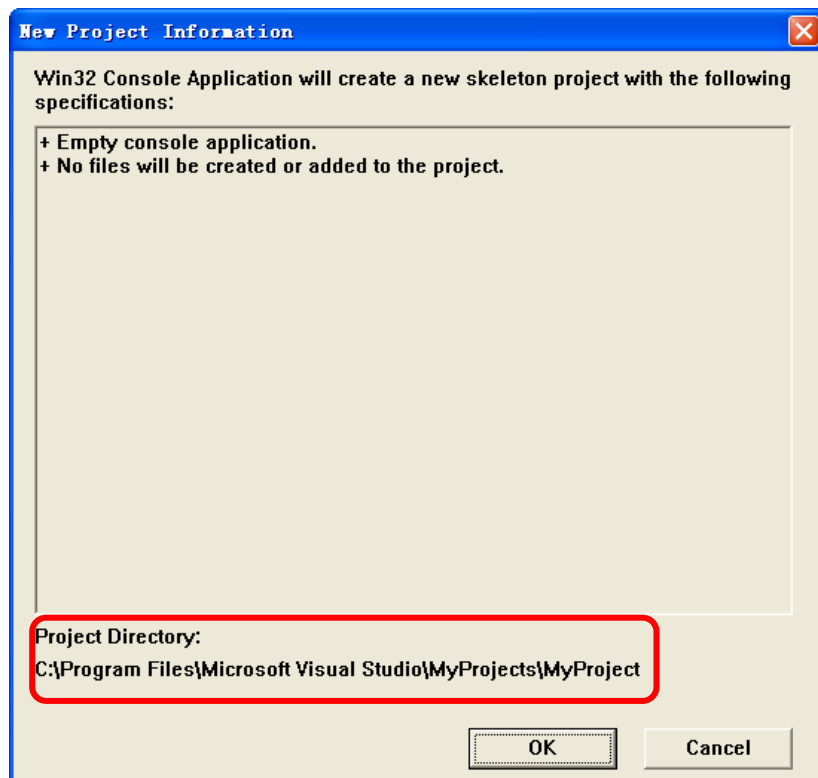 New Project Information
Win32 Console Application will create a new skeleton project with the following
specifications:
+ Empty console application.
+ No files will be created or added to the project.
Project Directory:
C:\Program Files\Microsoft Visual Studio\MyProjects\MyProject
OK
Cancel